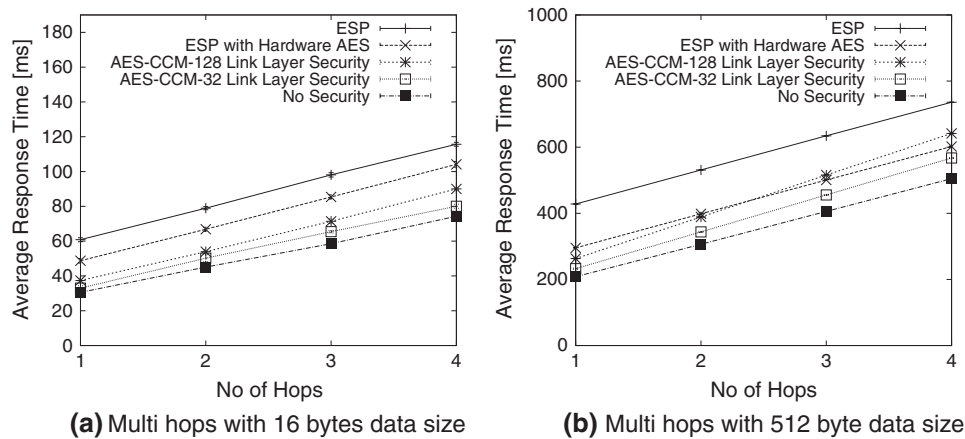 Average Response Time [ms]
180
160
140
120
100
80
60
40
20
0
ESP
ESP with Hardware AES
AES-CCM-128 Link Layer Security
AES-CCM-32 Link Layer Security
No Security
1 2 3 4
No of Hops
(a) Multi hops with 16 bytes data size
Average Response Time [ms]
1000
800
600
400
200
0
ESP
ESP with Hardware AES
AES-CCM-128 Link Layer Security
AES-CCM-32 Link Layer Security
No Security
1 2 3 4
No of Hops
(b) Multi hops with 512 byte data size